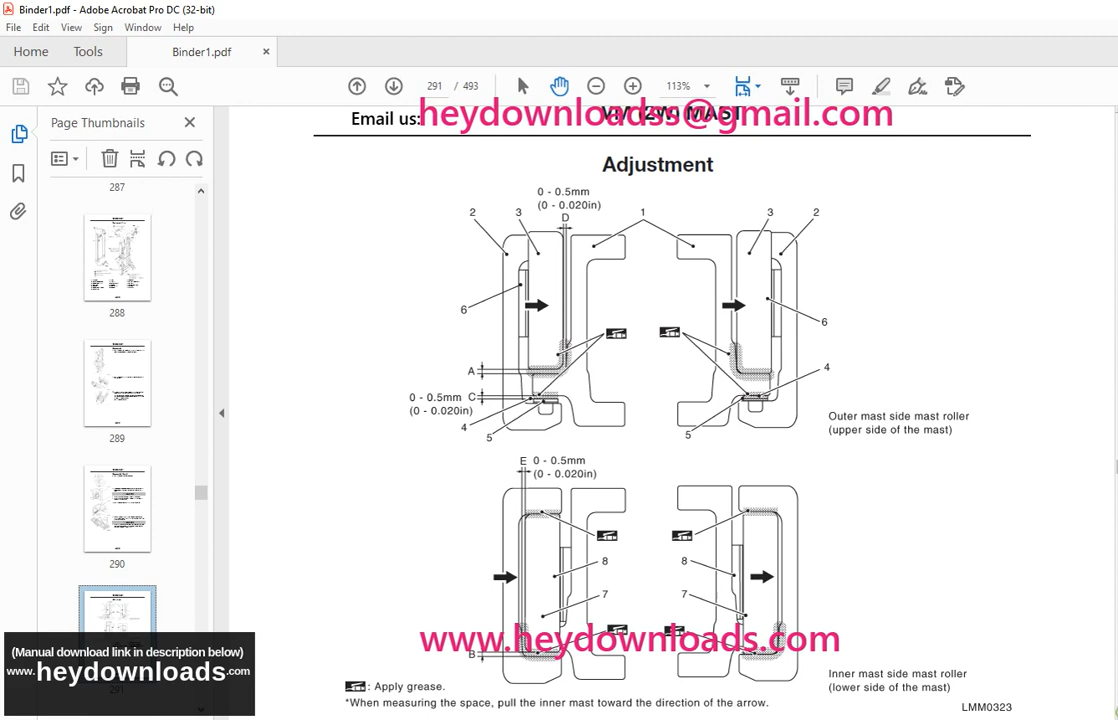 Binder1.pdf - Adobe Acrobat Pro DC (32-bit)
File Edit View Sign Window Help
Home Tools Binder1.pdf ×
291 / 493 113%
Page Thumbnails
287
288
289
290
Email us: heydownloadss@gmail.com
VM (2W) MAST
Adjustment
0 - 0.5mm
(0 - 0.020in)
D
2 3 1 3 2
6 6
A
C
0 - 0.5mm
(0 - 0.020in)
4 4
5 5
Outer mast side mast roller
(upper side of the mast)
E 0 - 0.5mm
(0 - 0.020in)
8 8
7 7
B
www.heydownloads.com
Inner mast side mast roller
(lower side of the mast)
: Apply grease.
*When measuring the space, pull the inner mast toward the direction of the arrow.
LMM0323
(Manual download link in description below)
www.heydownloads.com